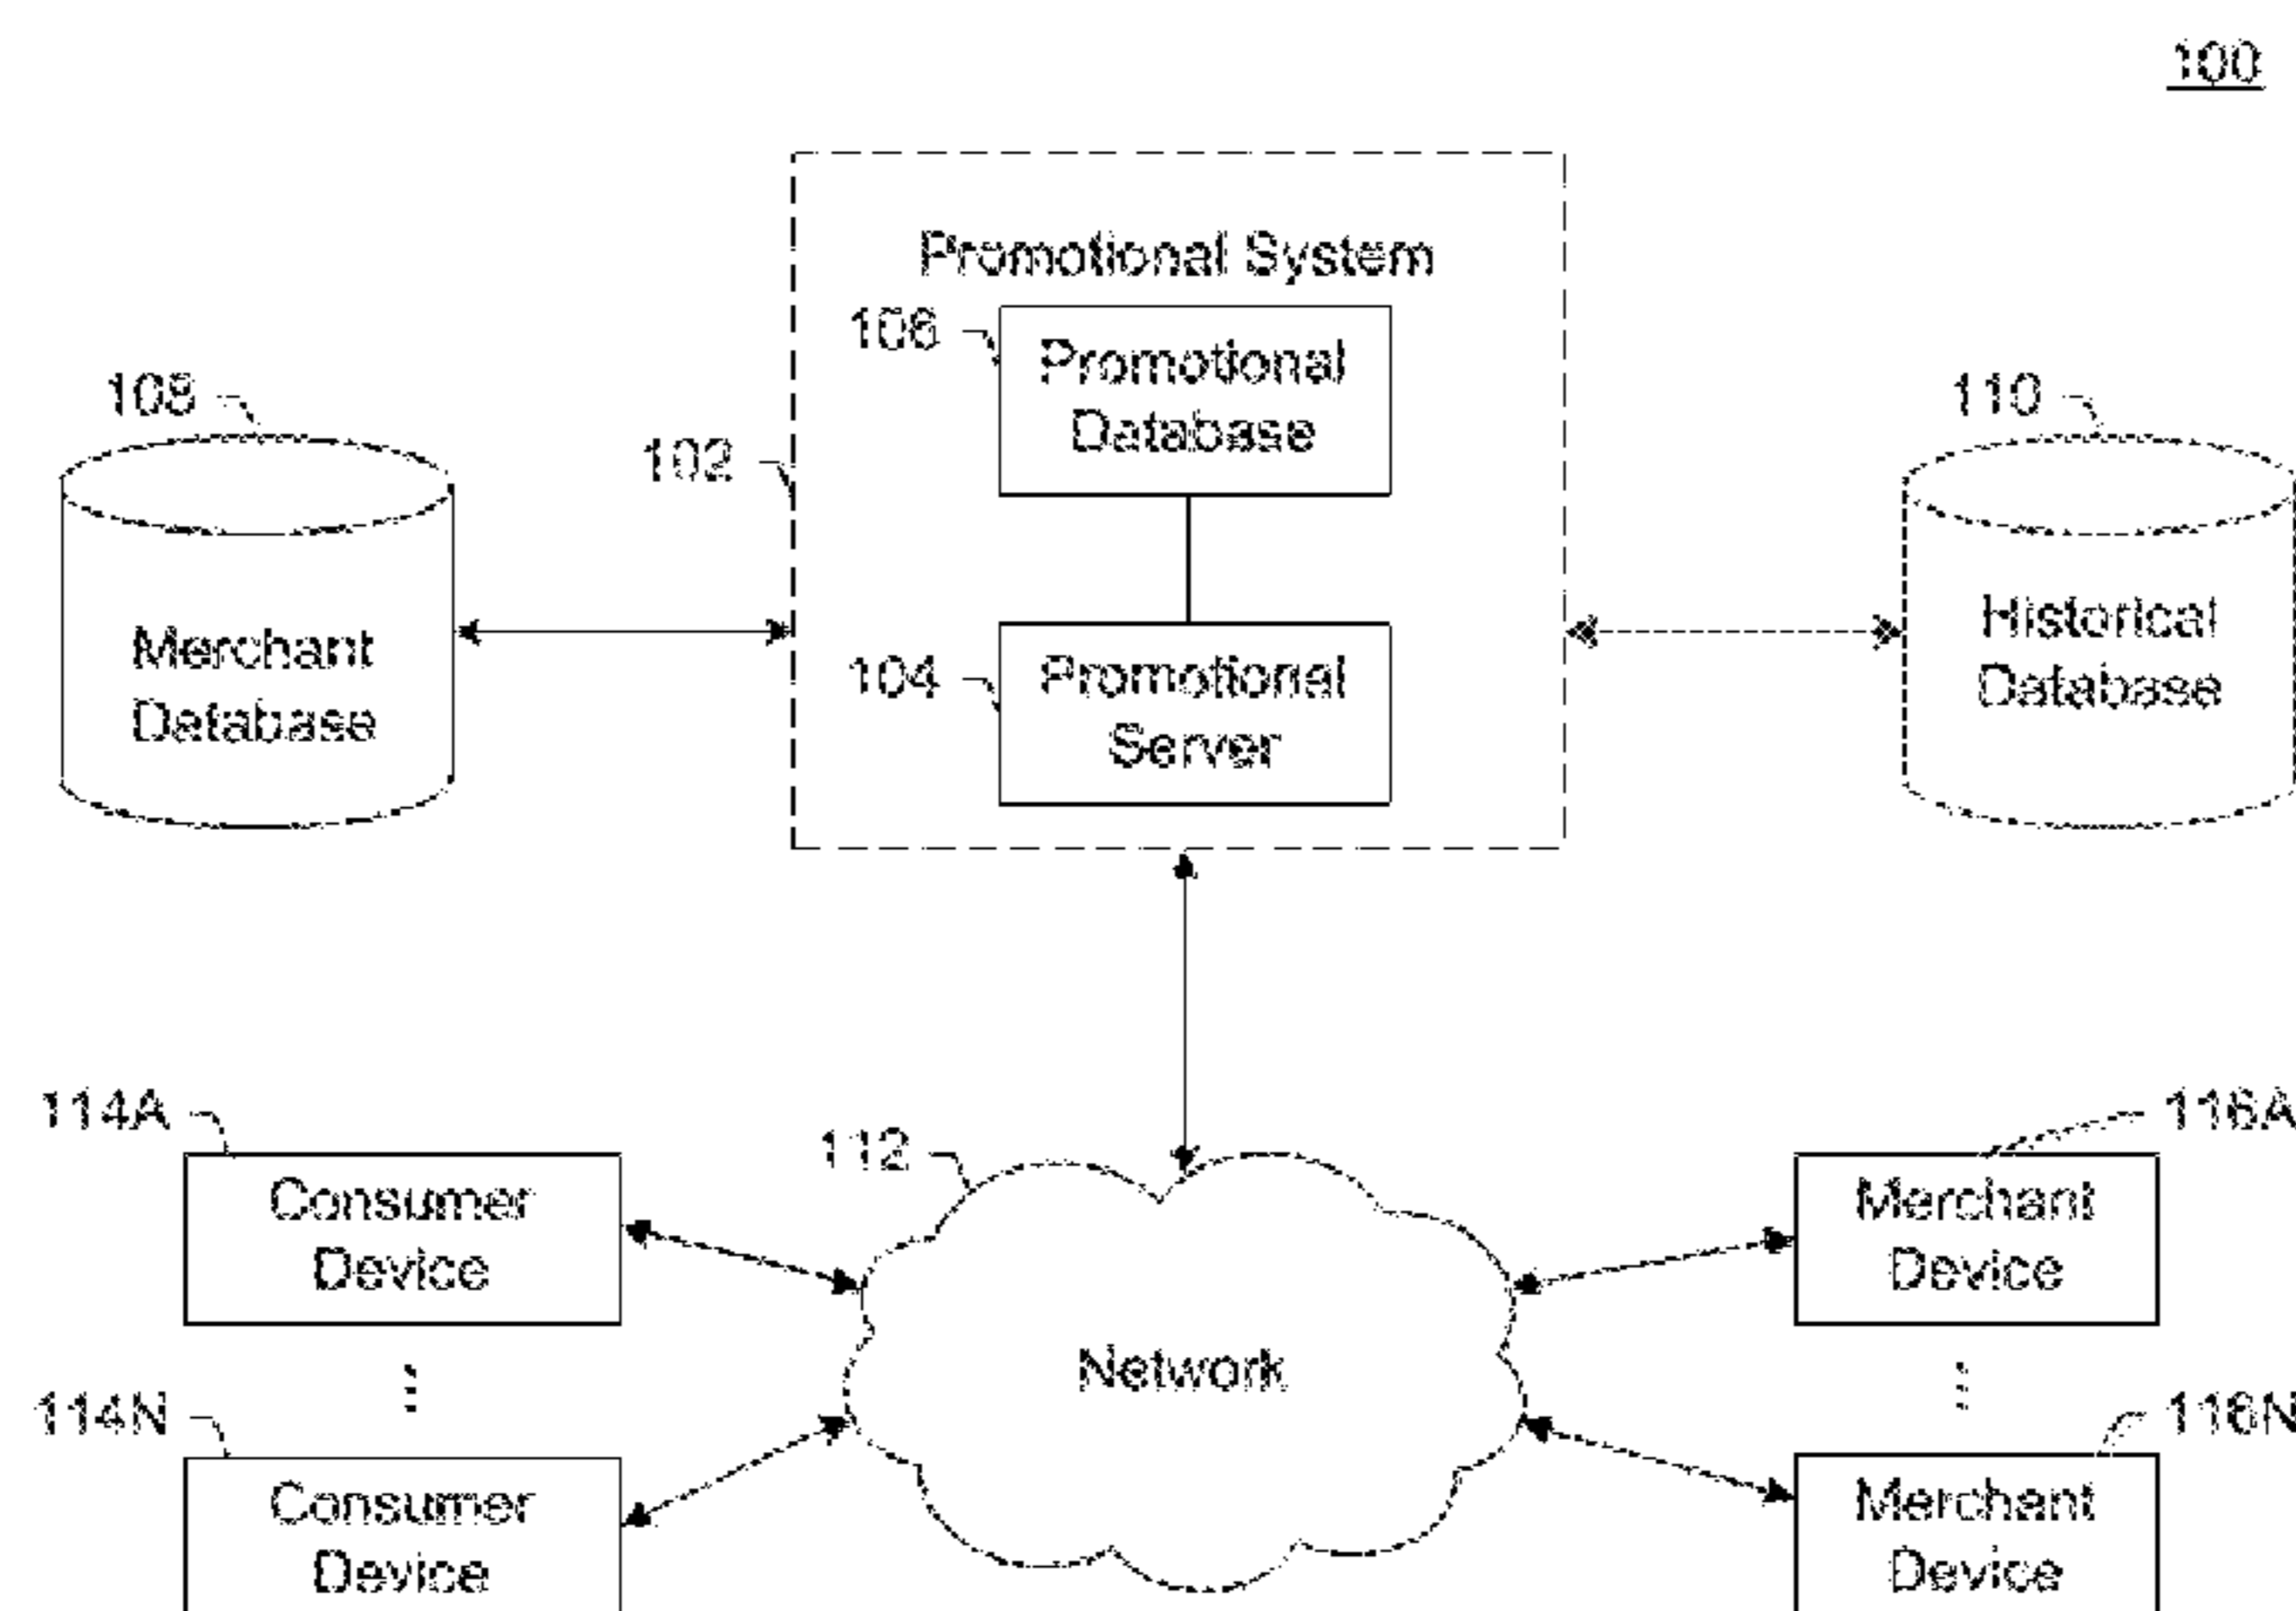 100
Promotional System
106
Promotional
Database
108
110
102
Merchant
Database
104
Promotional
Server
Historical
Database
114A
112
116A
Consumer
Device
Merchant
Device
Network
114N
116N
Consumer
Device
Merchant
Device